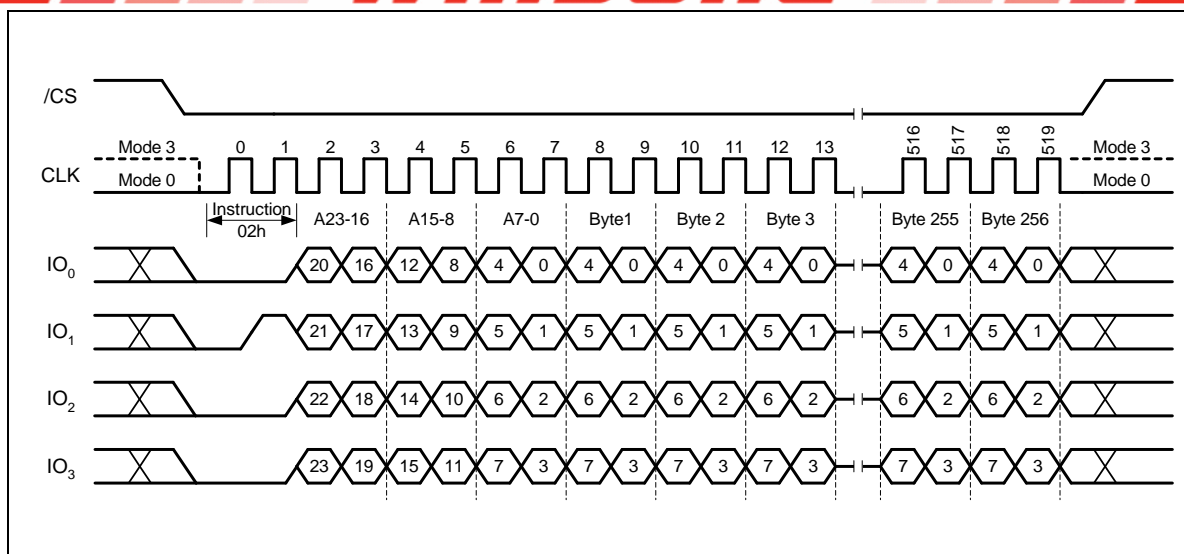 /CS
Mode 3 0 1 2 3 4 5 6 7 8 9 10 11 12 13 516 517 518 519 Mode 3
CLK Mode 0 Mode 0
Instruction
02h A23-16 A15-8 A7-0 Byte1 Byte 2 Byte 3 Byte 255 Byte 256
IO0 20 16 12 8 4 0 4 0 4 0 4 0 4 0 4 0
IO1 21 17 13 9 5 1 5 1 5 1 5 1 5 1 5 1
IO2 22 18 14 10 6 2 6 2 6 2 6 2 6 2 6 2
IO3 23 19 15 11 7 3 7 3 7 3 7 3 7 3 7 3